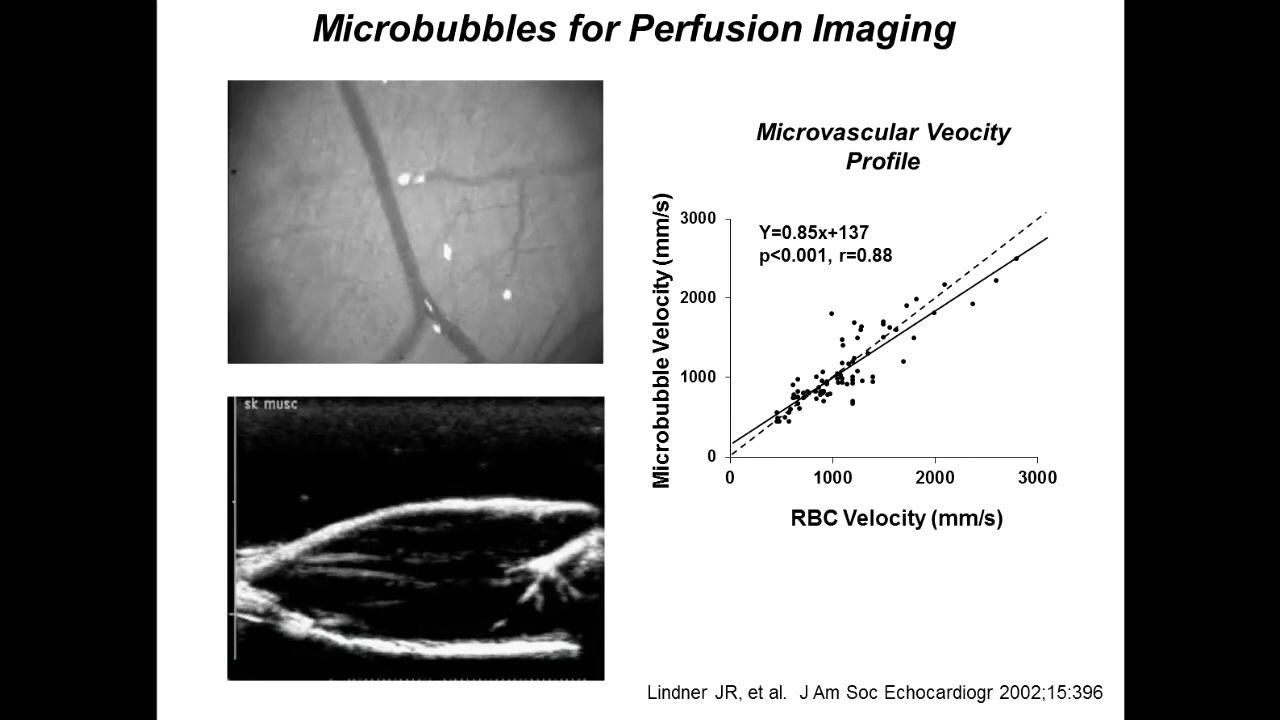 Microbubbles for Perfusion Imaging
sk musc
Microvascular Veocity
Profile
Microbubble Velocity (mm/s)
3000
2000
1000
0
Y=0.85x+137
p<0.001, r=0.88
0 1000 2000 3000
RBC Velocity (mm/s)
Lindner JR, et al. J Am Soc Echocardiogr 2002;15:396